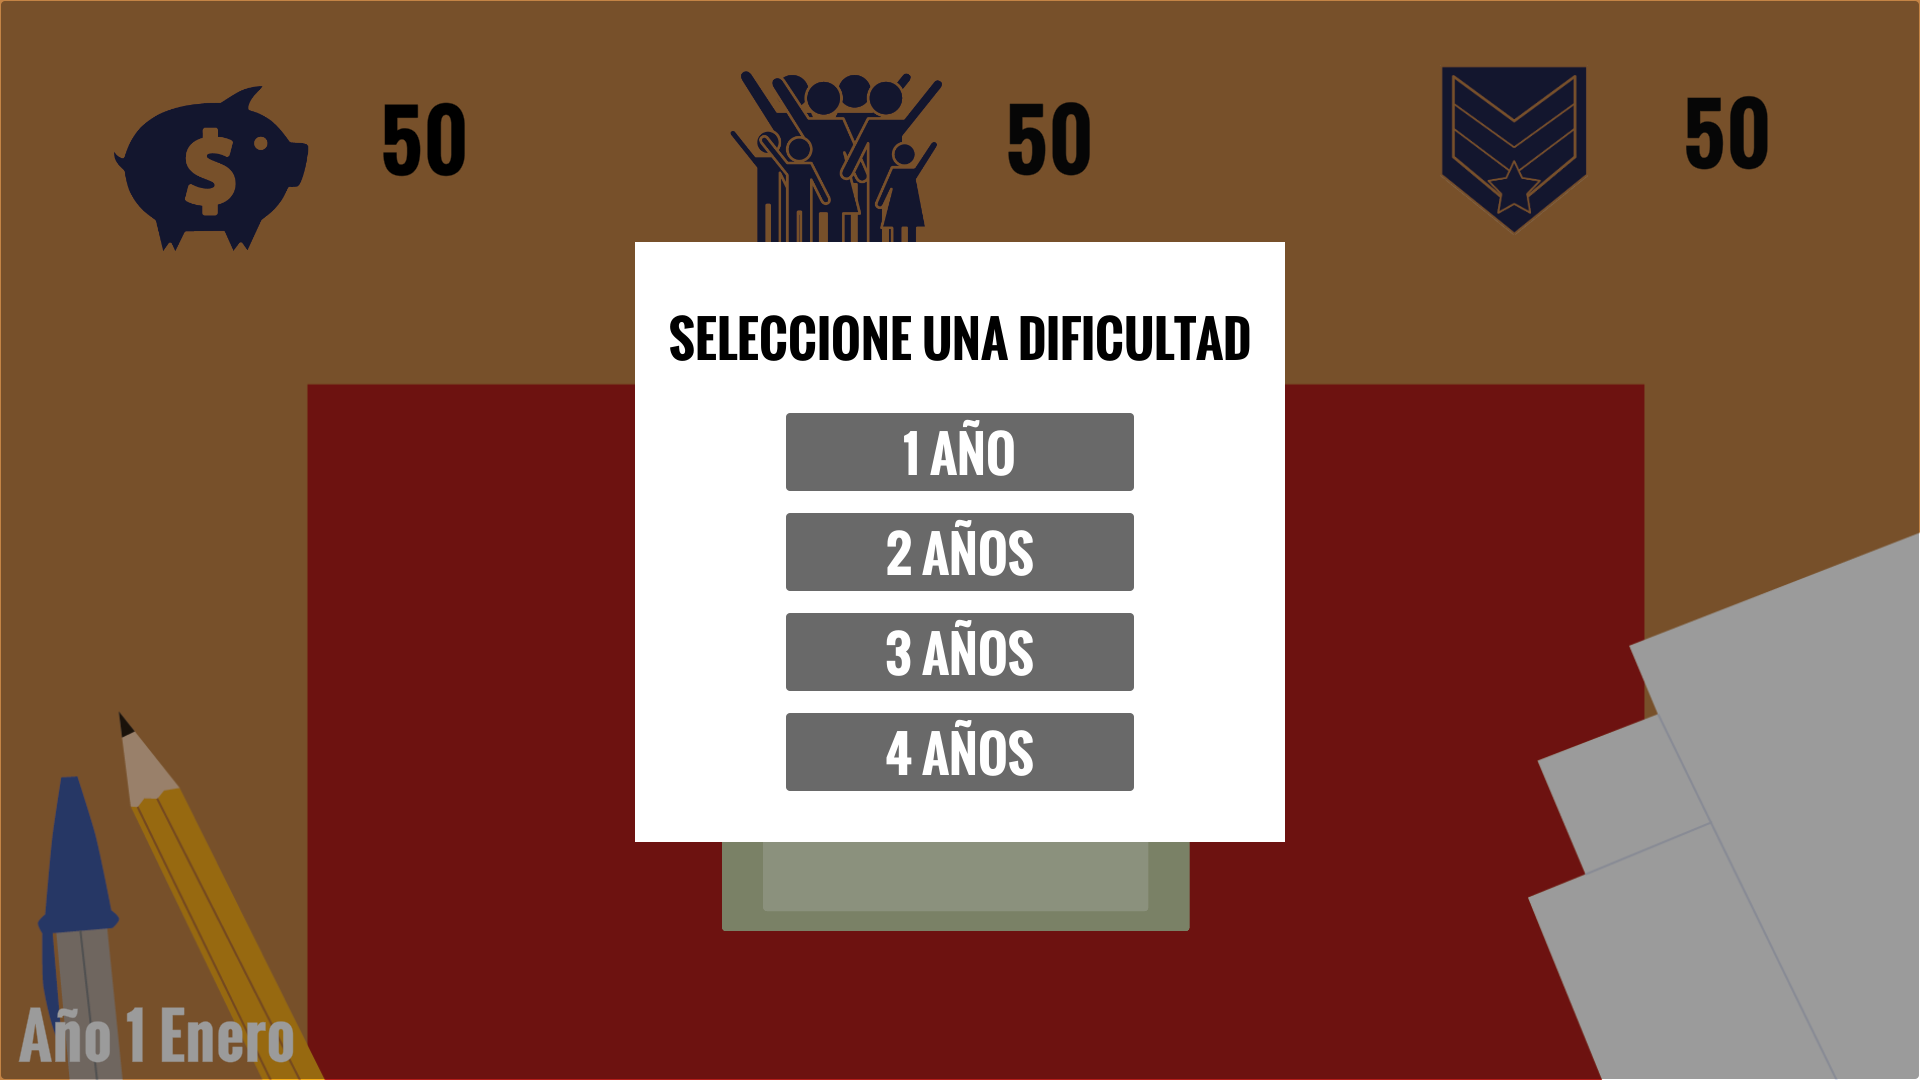 50
50
50
SELECCIONE UNA DIFICULTAD
1 AÑO
2 AÑOS
3 AÑOS
4 AÑOS
Año 1 Enero